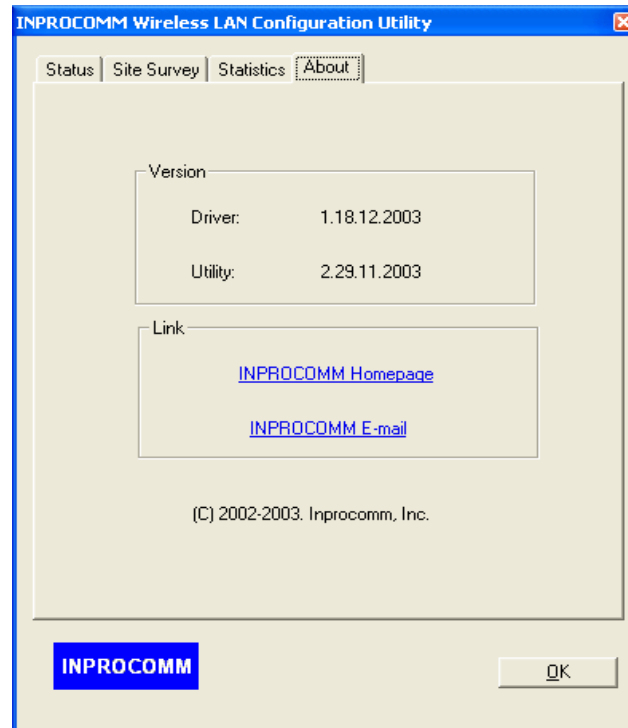 INPROCOMM Wireless LAN Configuration Utility
Status Site Survey Statistics About
Version
Driver: 1.18.12.2003
Utility: 2.29.11.2003
Link
INPROCOMM Homepage
INPROCOMM E-mail
(C) 2002-2003. Inprocomm, Inc.
INPROCOMM
OK